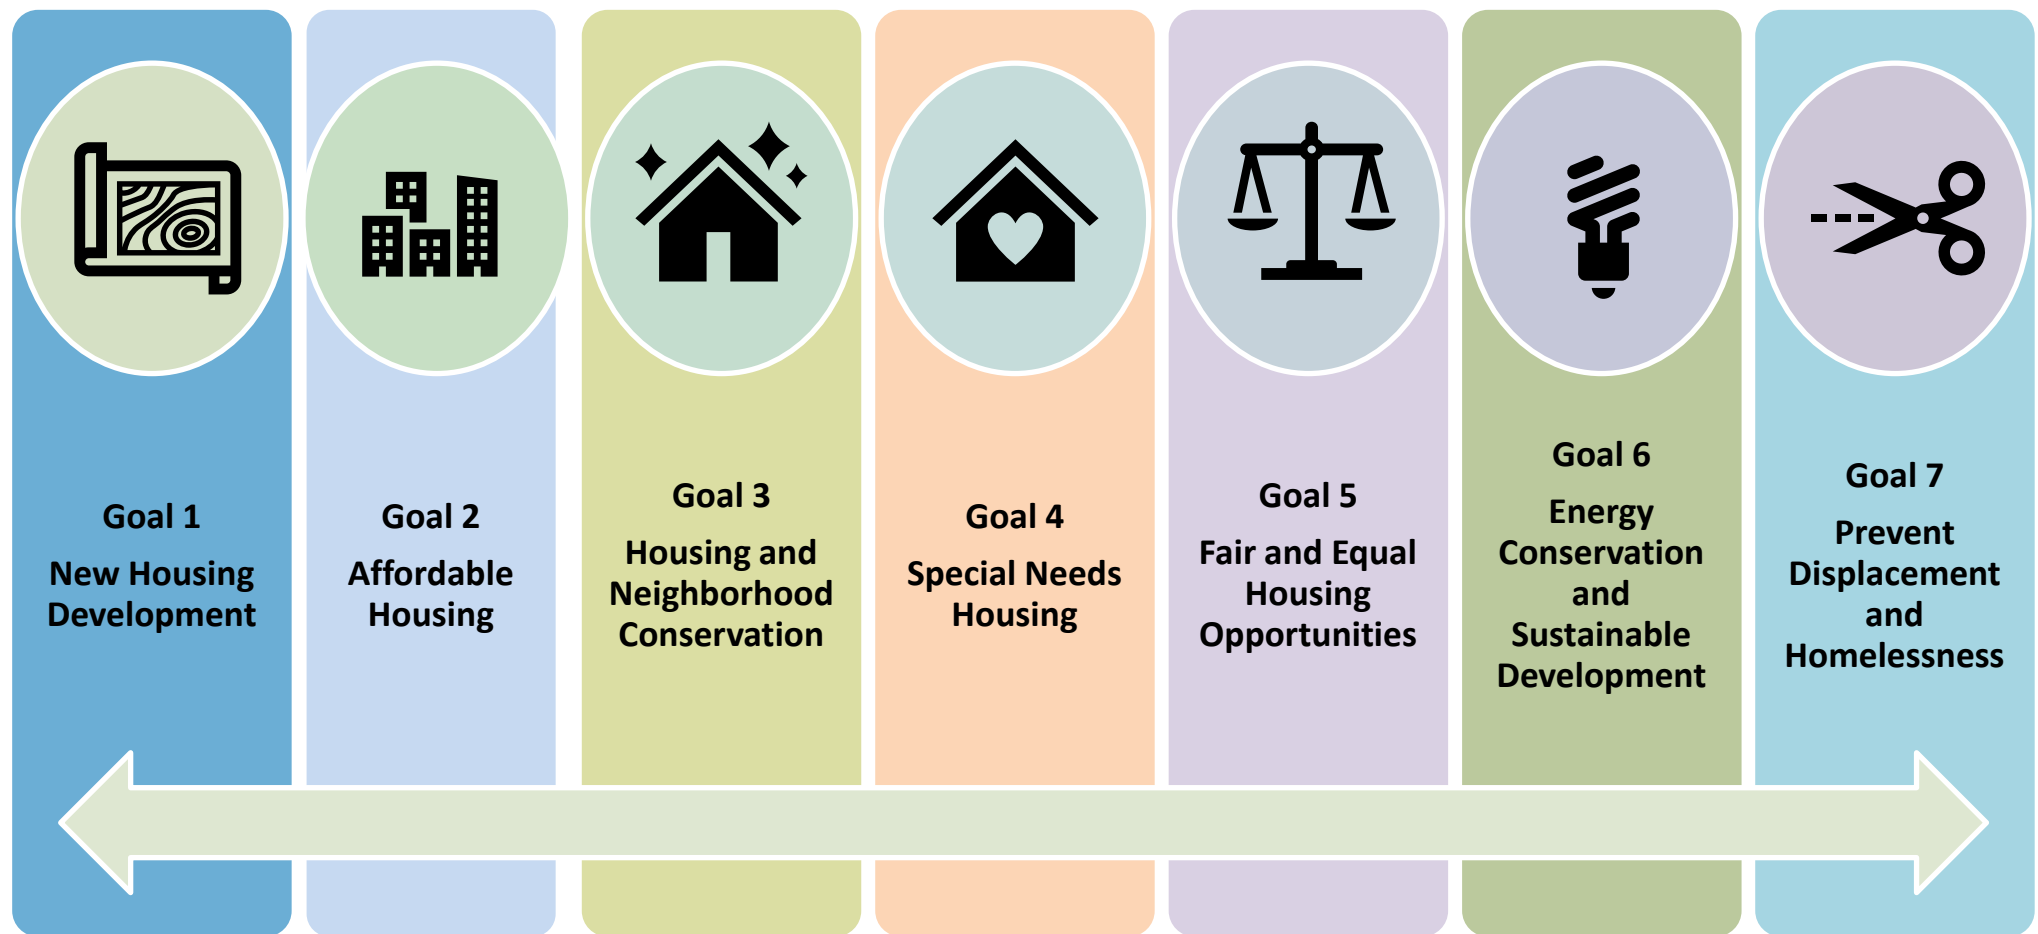 Goal 1
New Housing
Development
Goal 2
Affordable
Housing
Goal 3
Housing and
Neighborhood
Conservation
Goal 4
Special Needs
Housing
Goal 5
Fair and Equal
Housing
Opportunities
Goal 6
Energy
Conservation
and
Sustainable
Development
Goal 7
Prevent
Displacement
and
Homelessness